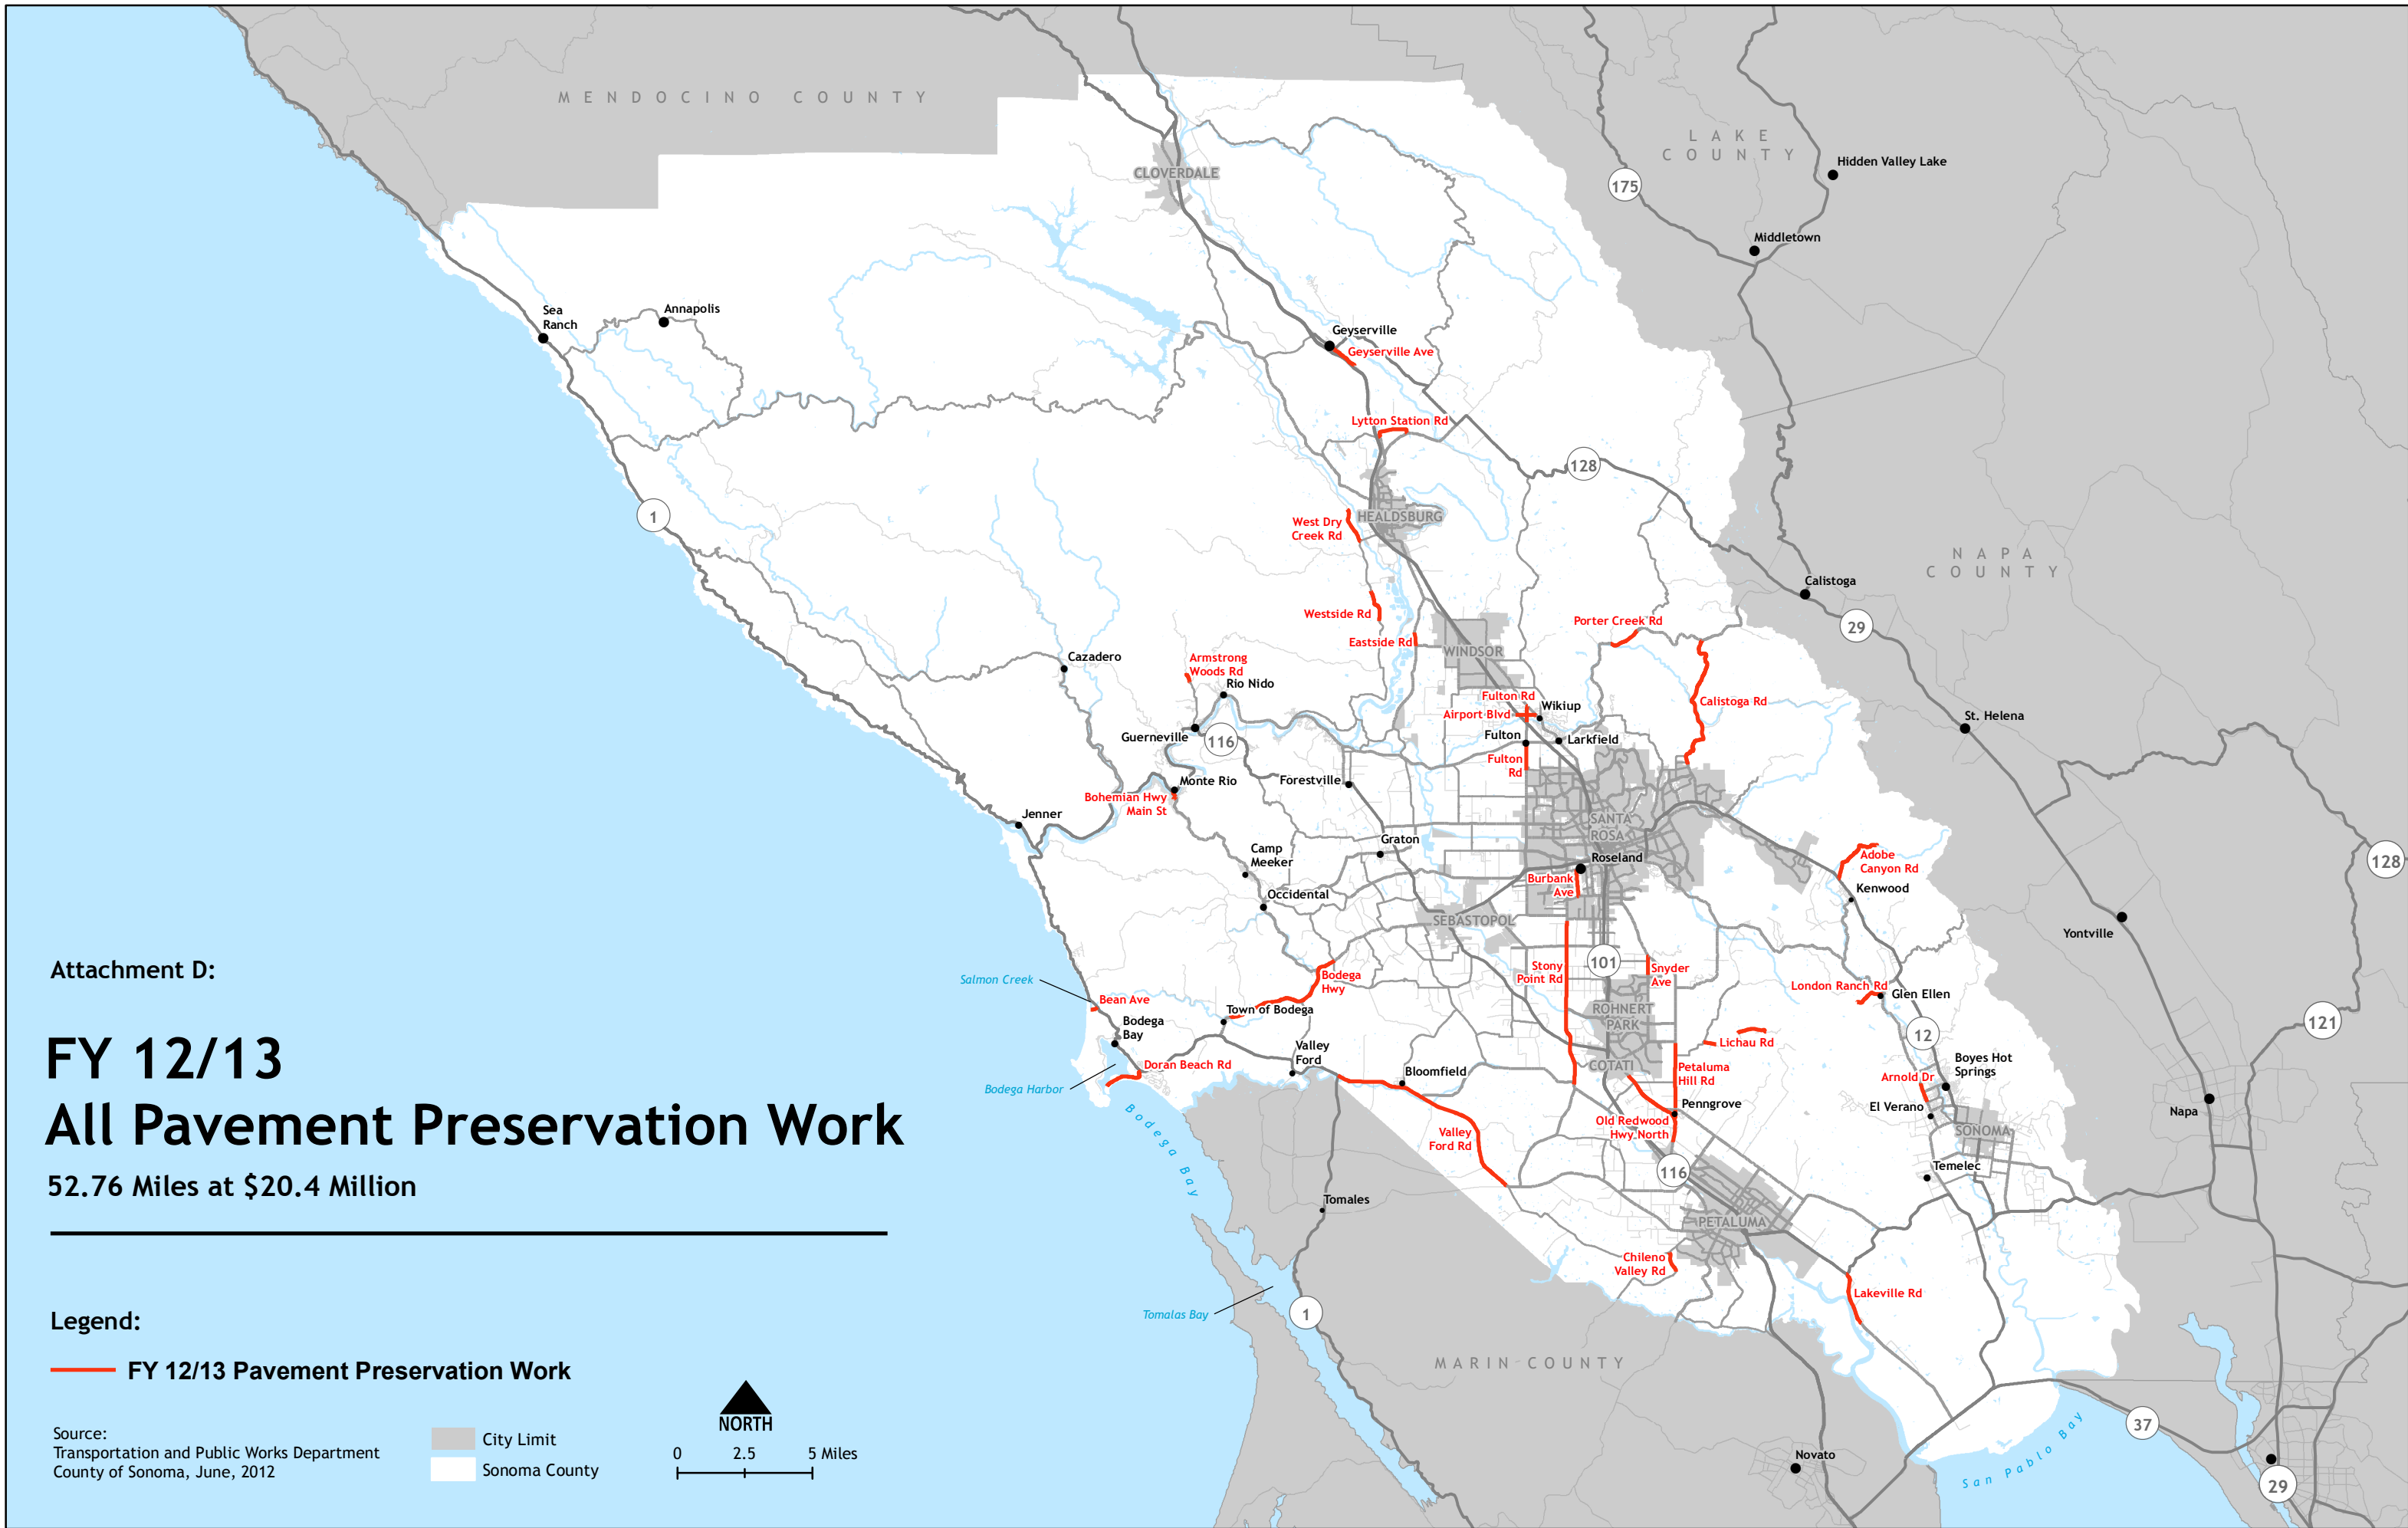 MENDOCINO COUNTY
LAKE
COUNTY
Hidden Valley Lake
175
CLOVERDALE
Middletown
Sea
Ranch
Annapolis
Geyserville
Geyserville Ave
Lytton Station Rd
128
1
HEALDSBURG
West Dry
Creek Rd
NAPA
COUNTY
Calistoga
Westside Rd
Porter Creek Rd
29
Eastside Rd
WINDSOR
Cazadero
Armstrong
Woods Rd
Rio Nido
Fulton Rd
Calistoga Rd
Wikiup
Airport Blvd
St. Helena
Guerneville
116
Fulton
Larkfield
Fulton
Rd
Monte Rio
Forestville
Bohemian Hwy
Main St
Jenner
SANTA
ROSA
Graton
Camp
Meeker
Roseland
Adobe
Canyon Rd
128
Burbank
Ave
Kenwood
Occidental
SEBASTOPOL
Yontville
Attachment D:
Salmon Creek
Bodega
Hwy
Stony
Point Rd
101
Snyder
Ave
London Ranch Rd
Glen Ellen
Bean Ave
Town of Bodega
ROHNERT
PARK
Bodega
Bay
121
12
FY 12/13
Valley
Ford
Lichau Rd
Doran Beach Rd
Bloomfield
COTATI
Petaluma
Hill Rd
Boyes Hot
Springs
Arnold Dr
Bodega Harbor
Penngrove
El Verano
Napa
All Pavement Preservation Work
Bodega Bay
Old Redwood
Hwy North
Valley
Ford Rd
SONOMA
116
Temelec
52.76 Miles at $20.4 Million
Tomales
PETALUMA
Chileno
Valley Rd
Lakeville Rd
Tomalas Bay
1
Legend:
FY 12/13 Pavement Preservation Work
MARIN COUNTY
NORTH
37
Source:
Transportation and Public Works Department
County of Sonoma, June, 2012
City Limit
Sonoma County
0 2.5 5 Miles
Novato
San Pablo Bay
29